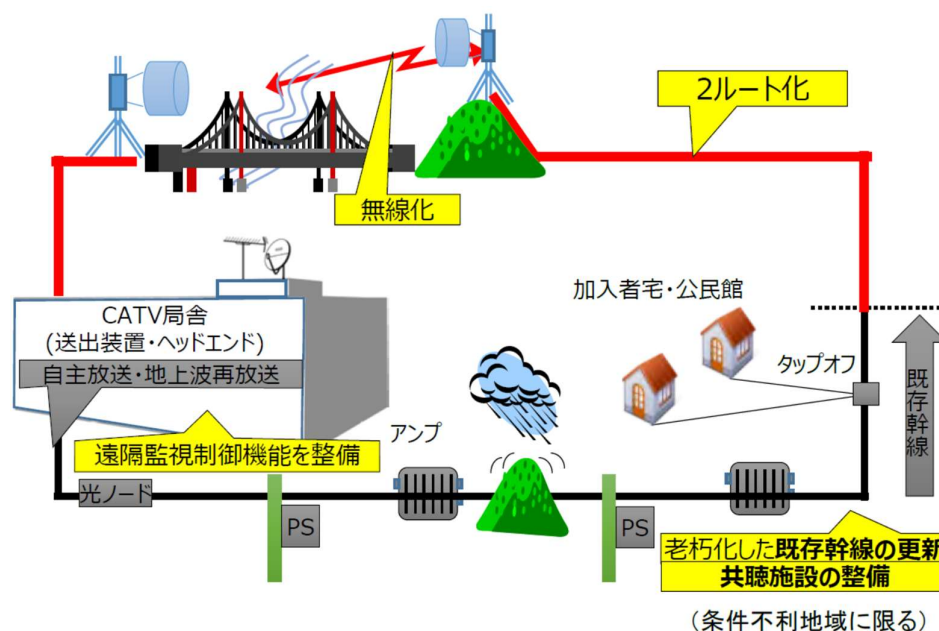 2ルート化
無線化
CATV局舎
(送出装置・ヘッドエンド)
自主放送・地上波再放送
遠隔監視制御機能を整備
加入者宅・公民館
タップオフ
既存幹線
アンプ
光ノード
PS
PS
老朽化した既存幹線の更新
共聴施設の整備
(条件不利地域に限る)